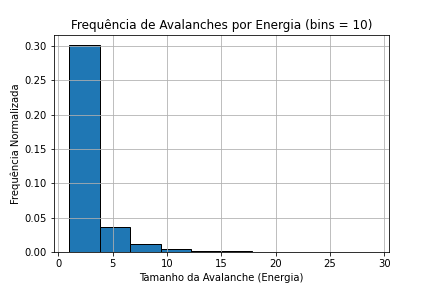 Frequência de Avalanches por Energia (bins = 10)
Frequência Normalizada
0.30
0.25
0.20
0.15
0.10
0.05
0.00
0 5 10 15 20 25 30
Tamanho da Avalanche (Energia)